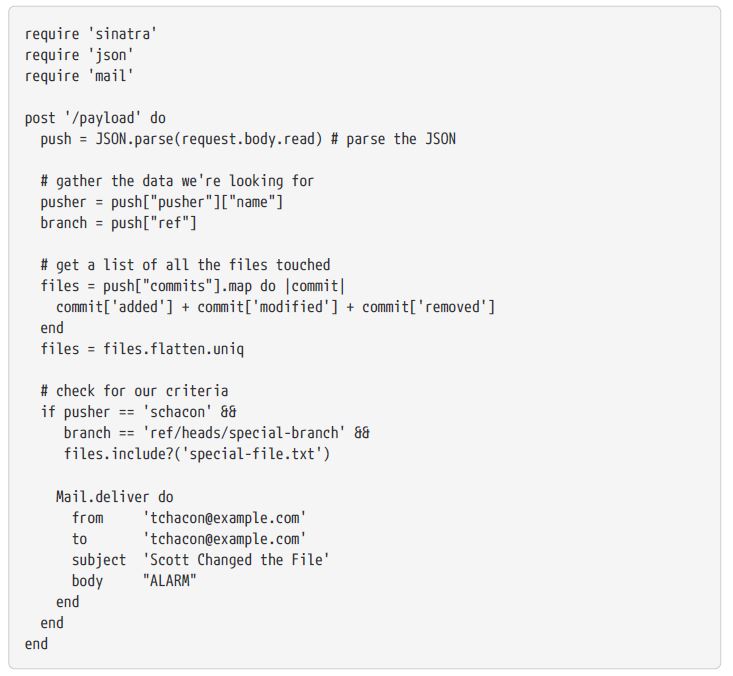 require 'sinatra'
require 'json'
require 'mail'

post '/payload' do
  push = JSON.parse(request.body.read) # parse the JSON

  # gather the data we're looking for
  pusher = push["pusher"]["name"]
  branch = push["ref"]

  # get a list of all the files touched
  files = push["commits"].map do |commit|
    commit['added'] + commit['modified'] + commit['removed']
  end
  files = files.flatten.uniq

  # check for our criteria
  if pusher == 'schacon' &&
     branch == 'ref/heads/special-branch' &&
     files.include?('special-file.txt')

    Mail.deliver do
      from     'tchacon@example.com'
      to       'tchacon@example.com'
      subject  'Scott Changed the File'
      body     "ALARM"
    end
  end
end